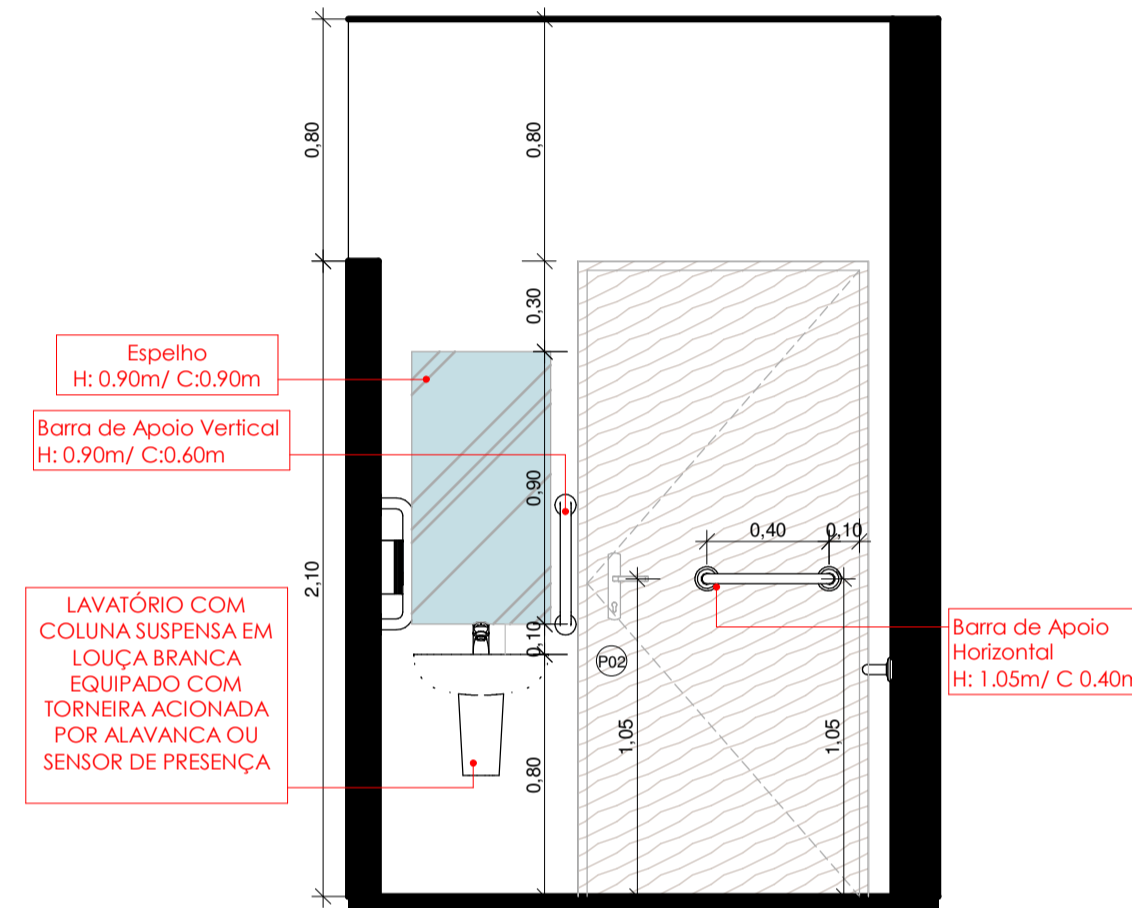 0,80
0,80
0,30
Espelho
H: 0.90m/ C:0.90m
Barra de Apoio Vertical
H: 0.90m/ C:0.60m
0,90
0,40
0,10
2,10
LAVATÓRIO COM
COLUNA SUSPENSA EM
LOUÇA BRANCA
EQUIPADO COM
TORNEIRA ACIONADA
POR ALAVANCA OU
SENSOR DE PRESENÇA
0,10
P02
Barra de Apoio
Horizontal
H: 1.05m/ C 0.40m
1,05
1,05
0,80